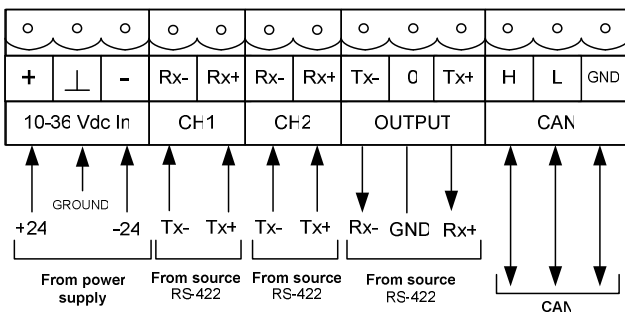 + ⊥ - Rx- Rx+ Rx- Rx+ Tx- 0 Tx+ H L GND
10-36 Vdc In CH1 CH2 OUTPUT CAN
GROUND
+24 -24 Tx- Tx+ Tx- Tx+ Rx- GND Rx+
From power
supply
From source
RS-422
From source
RS-422
From source
RS-422
CAN